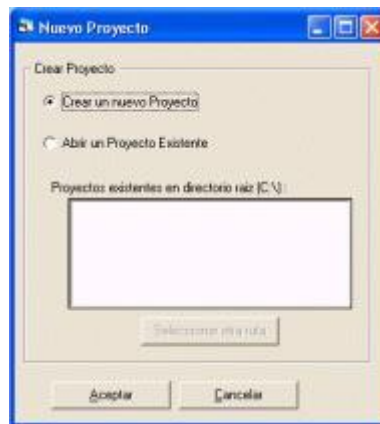 Nuevo Proyecto
Crear Proyecto
Crear un nuevo Proyecto
Abrir un Proyecto Existente
Proyectos existentes en directorio raiz (C:\) :
Seleccionar otra ruta
Aceptar
Cancelar